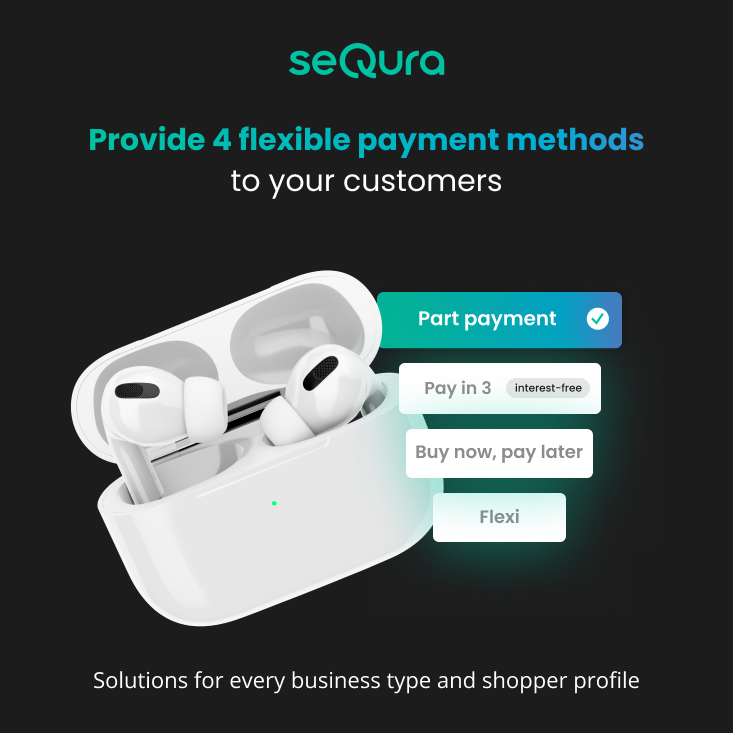 seQura
Provide 4 flexible payment methods
to your customers
Part payment
Pay in 3 interest-free
Buy now, pay later
Flexi
Solutions for every business type and shopper profile